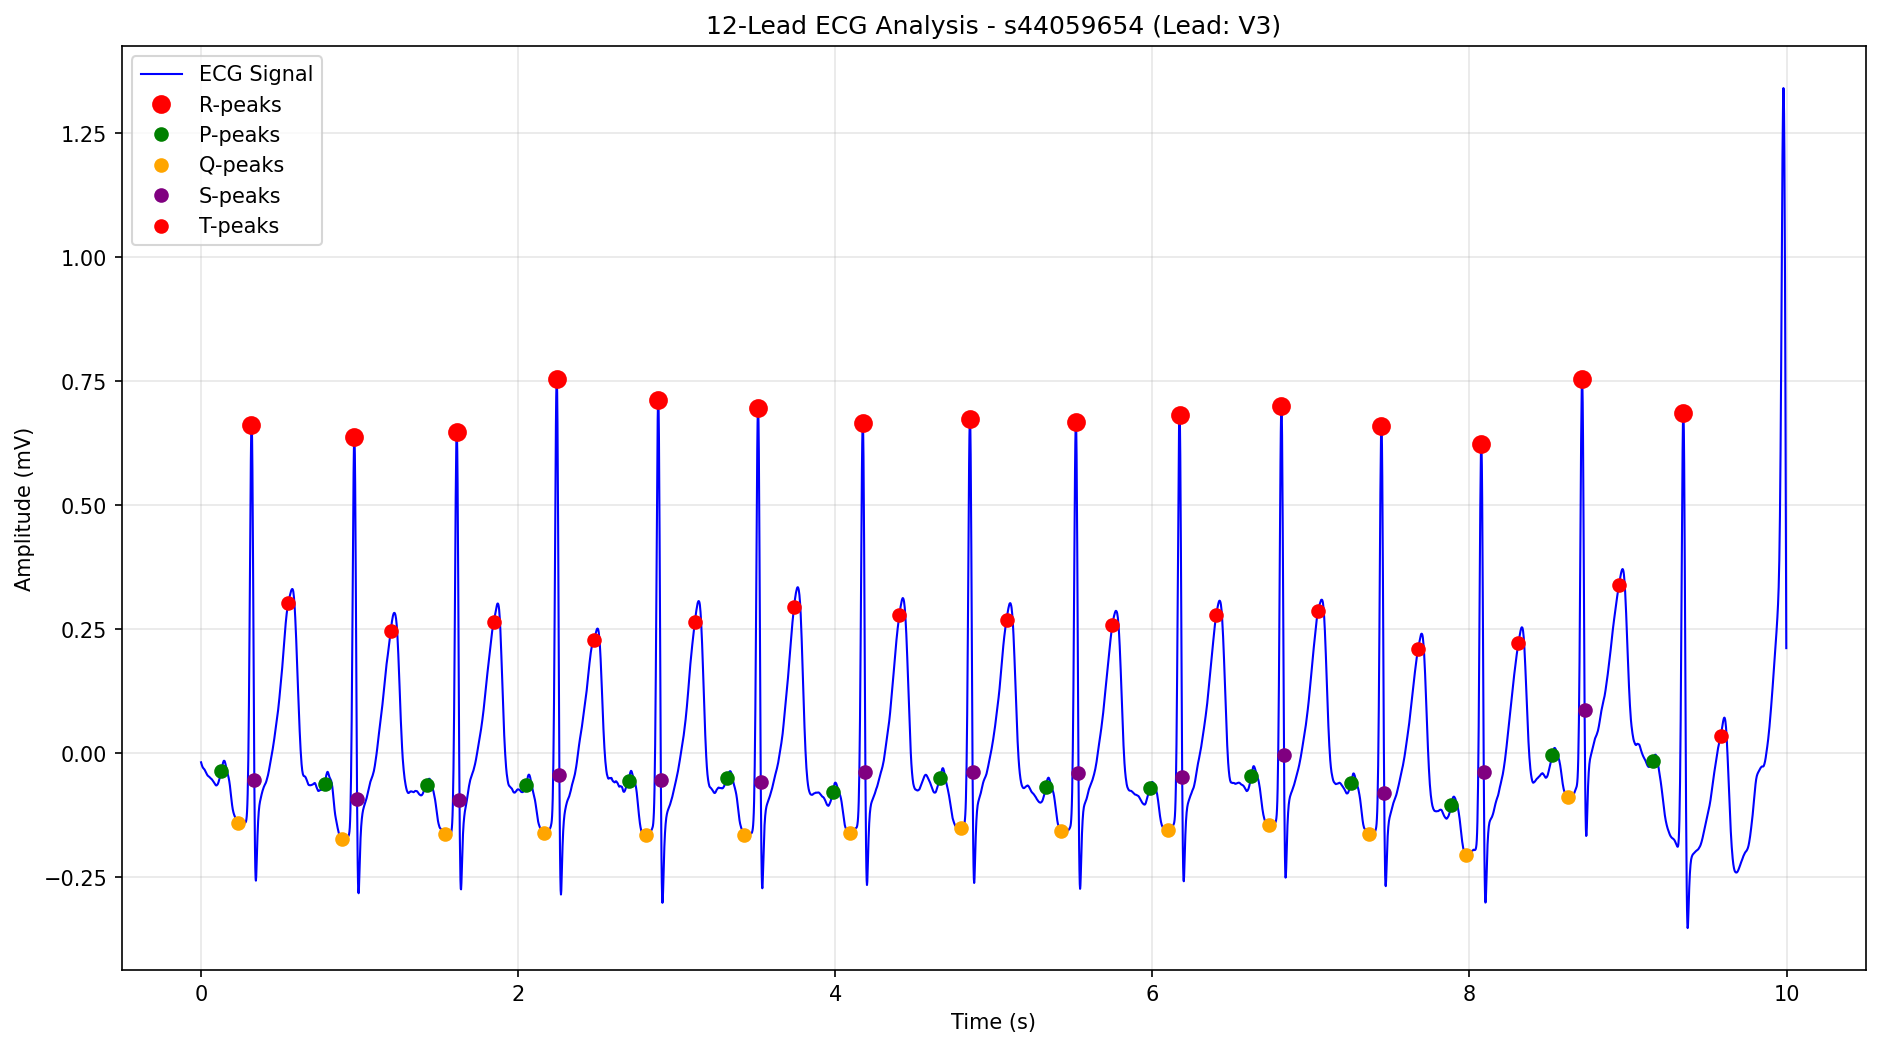 12-Lead ECG Analysis - s44059654 (Lead: V3)
ECG Signal
R-peaks
P-peaks
Q-peaks
S-peaks
T-peaks
1.25
1.00
0.75
0.50
0.25
0.00
−0.25
Amplitude (mV)
0 2 4 6 8 10
Time (s)